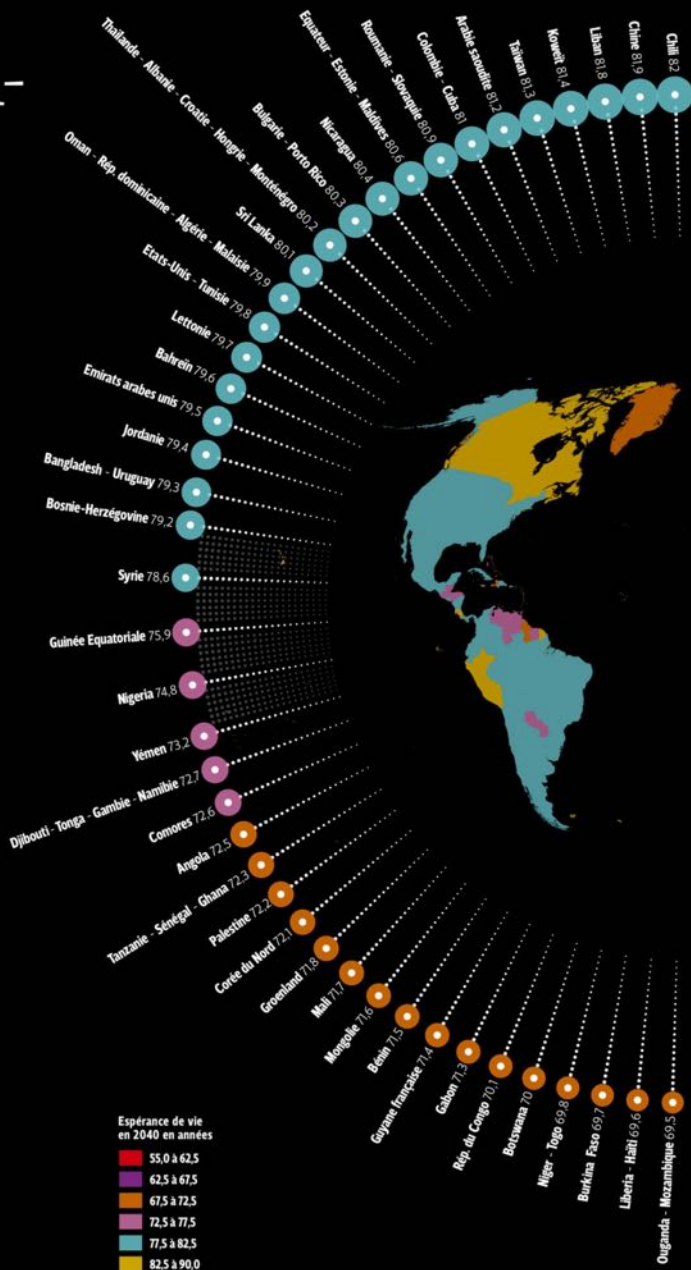 Chili 82
Chine 81,9
Liban 81,8
Koweit 81,4
Taïwan 81,3
Arabie saoudite 81,2
Colombie - Cuba 81
Roumanie - Slovaquie 80,9
Equateur - Estonie - Maldives 80,6
Nicaragua 80,4
Bulgarie - Porto Rico 80,3
Thaïlande - Albanie - Croatie - Hongrie - Monténégro 80,2
Sri Lanka 80,1
Oman - Rép. dominicaine - Algérie - Malaisie 79,9
Etats-Unis - Tunisie 79,8
Lettonie 79,7
Bahreïn 79,6
Emirats arabes unis 79,5
Jordanie 79,4
Bangladesh - Uruguay 79,3
Bosnie-Herzégovine 79,2
Syrie 78,6
Guinée Equatoriale 75,9
Nigeria 74,8
Yémen 73,2
Djibouti - Tonga - Gambie - Namibie 72,7
Comores 72,6
Angola 72,5
Tanzanie - Sénégal - Ghana 72,3
Palestine 72,2
Corée du Nord 72,1
Groenland 71,8
Mali 71,7
Mongolie 71,6
Bénin 71,5
Guyane française 71,4
Gabon 71,3
Rép. du Congo 70,1
Botswana 70
Niger - Togo 69,8
Burkina Faso 69,7
Liberia - Haïti 69,6
Ouganda - Mozambique 69,5
Espérance de vie
en 2040 en années
55,0 à 62,5
62,5 à 67,5
67,5 à 72,5
72,5 à 77,5
77,5 à 82,5
82,5 à 90,0